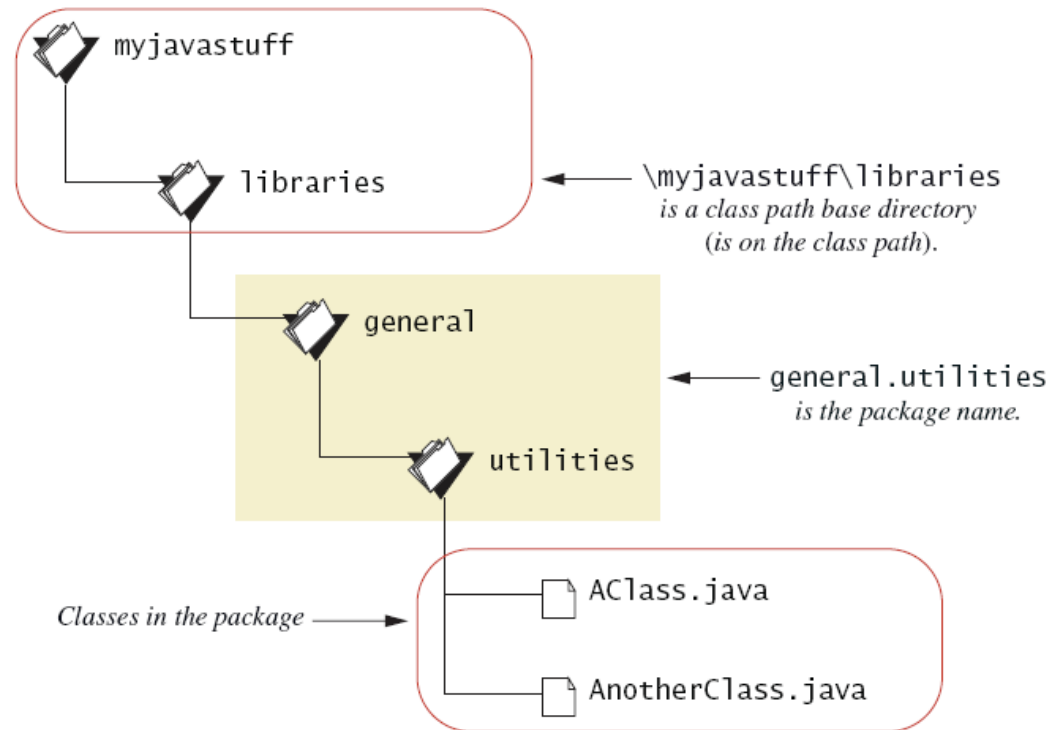 myjavastuff
libraries
\myjavastuff\libraries
is a class path base directory
(is on the class path).
general
general.utilities
is the package name.
utilities
AClass.java
Classes in the package
AnotherClass.java